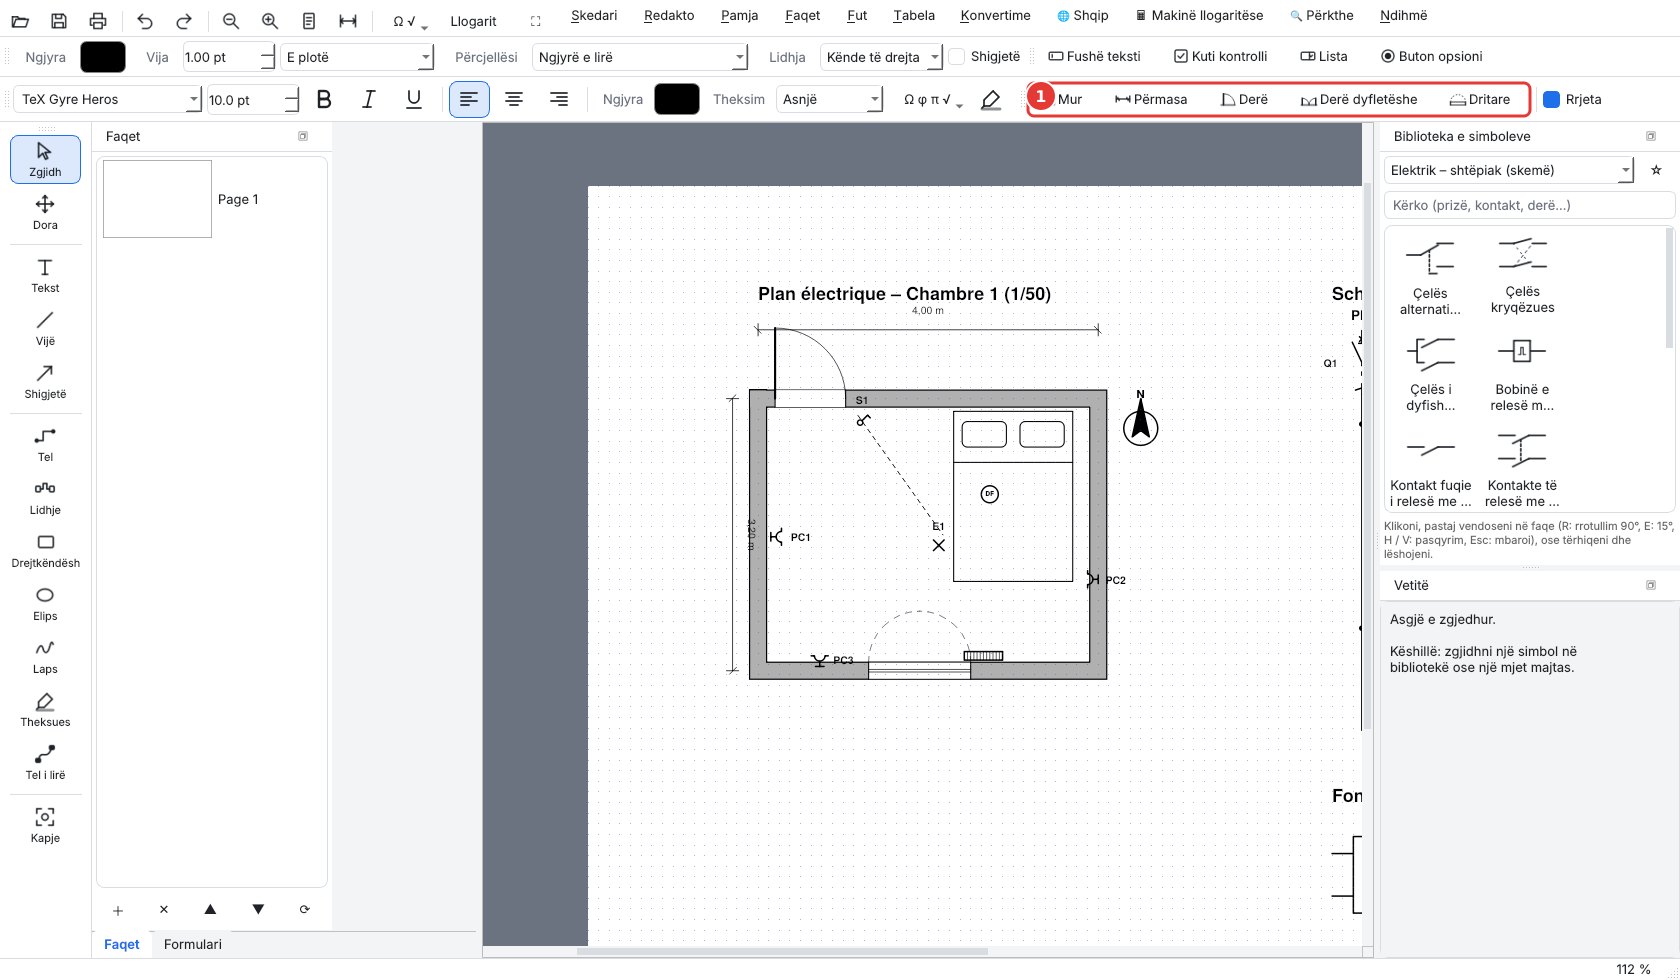 Ω √ Llogarit Skedari Redakto Pamja Faqet Fut Tabela Konvertime Shqip Makinë llogaritëse Përkthe Ndihmë
Ngjyra Vija 1.00 pt E plotë Përcjellësi Ngjyrë e lirë Lidhja Kënde të drejta Shigjetë Fushë teksti Kuti kontrolli Lista Buton opsioni
TeX Gyre Heros 10.0 pt B I U Ngjyra Theksim Asnjë Ω φ π √ 1 Mur Përmasa Derë Derë dyfletëshe Dritare Rrjeta
Zgjidh
Dora
Tekst
Vijë
Shigjetë
Tel
Lidhje
Drejtkëndësh
Elips
Laps
Theksues
Tel i lirë
Kapje
Faqet
Page 1
Faqet Formulari
Plan électrique – Chambre 1 (1/50)
4,00 m
S1
N
DF
E1
3,20 m
PC1
PC2
PC3
Sch
Q1
Fon
Biblioteka e simboleve
Elektrik – shtëpiak (skemë)
Kërko (prizë, kontakt, derë...)
Çelës alternati...
Çelës kryqëzues
Çelës i dyfish...
Bobinë e relesë m...
Kontakt fuqie i relesë me ...
Kontakte të relesë me ...
Klikoni, pastaj vendoseni në faqe (R: rrotullim 90°, E: 15°,
H / V: pasqyrim, Esc: mbaroi), ose tërhiqeni dhe
lëshojeni.
Vetitë
Asgjë e zgjedhur.
Këshillë: zgjidhni një simbol në
bibliotekë ose një mjet majtas.
112 %